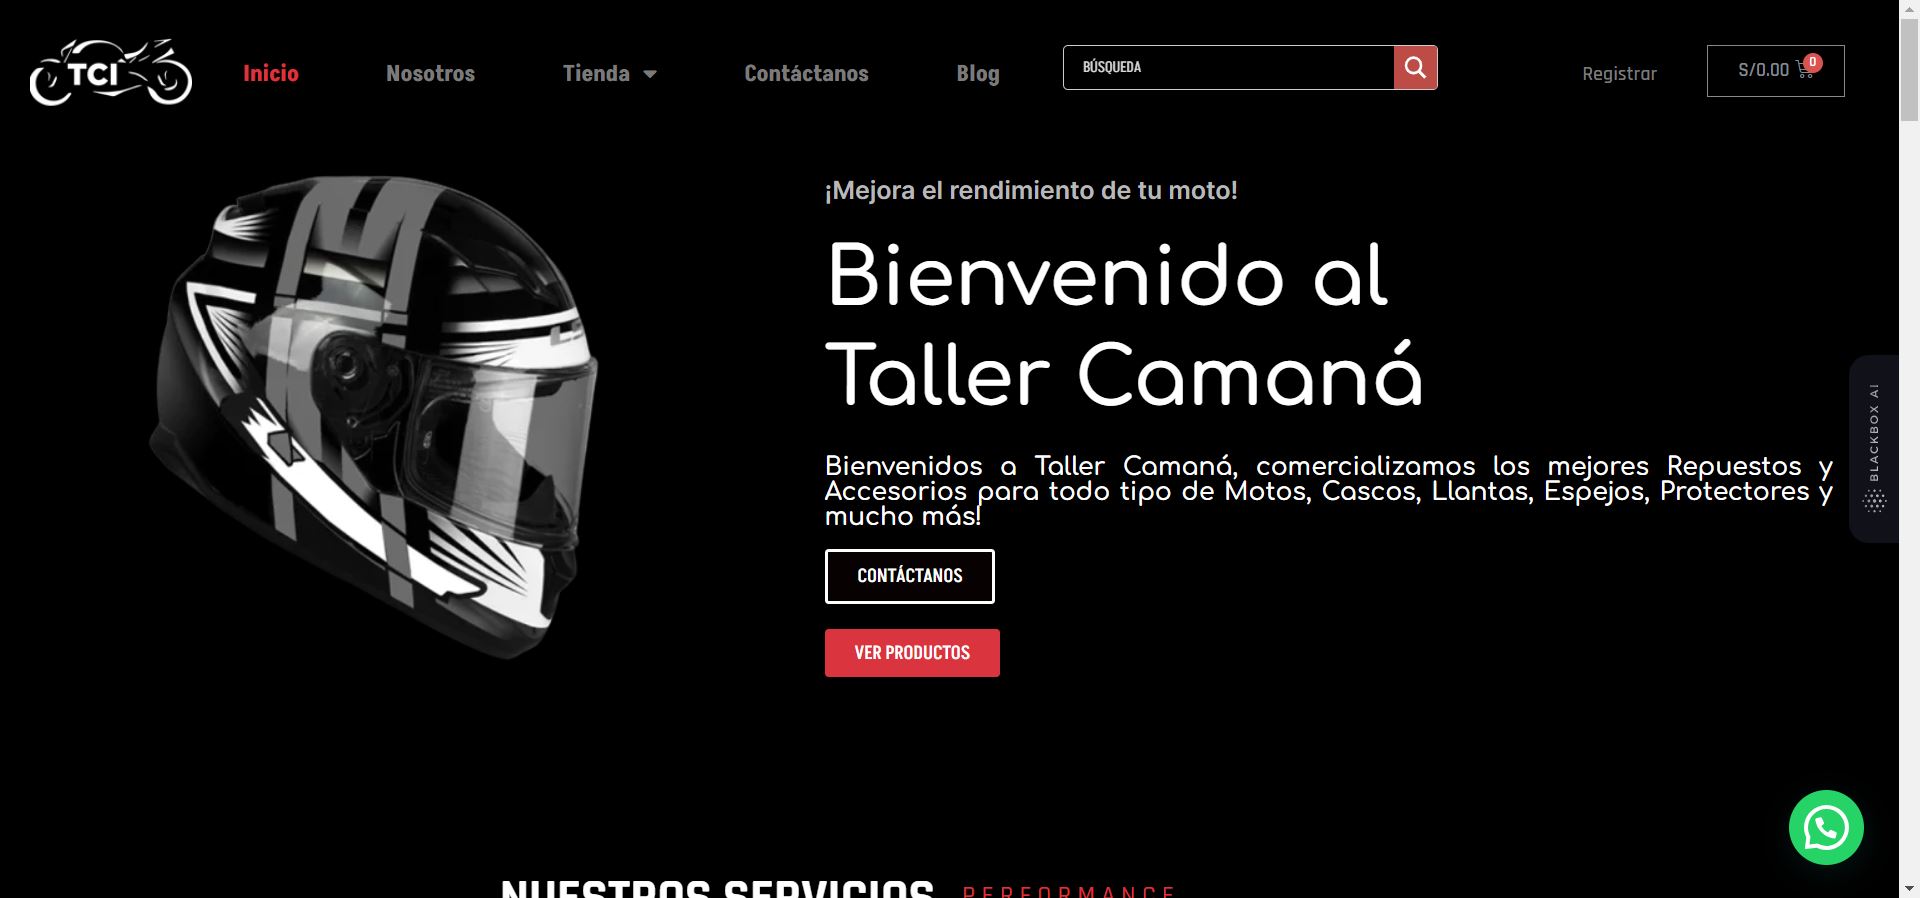 TCI
Inicio
Nosotros
Tienda
Contáctanos
Blog
BÚSQUEDA
Registrar
S/0.00
0
¡Mejora el rendimiento de tu moto!
Bienvenido al
Taller Camaná
Bienvenidos a Taller Camaná, comercializamos los mejores Repuestos y
Accesorios para todo tipo de Motos, Cascos, Llantas, Espejos, Protectores y
mucho más!
CONTÁCTANOS
VER PRODUCTOS
BLACKBOX AI
NUESTROS SERVICIOS
PERFORMANCE